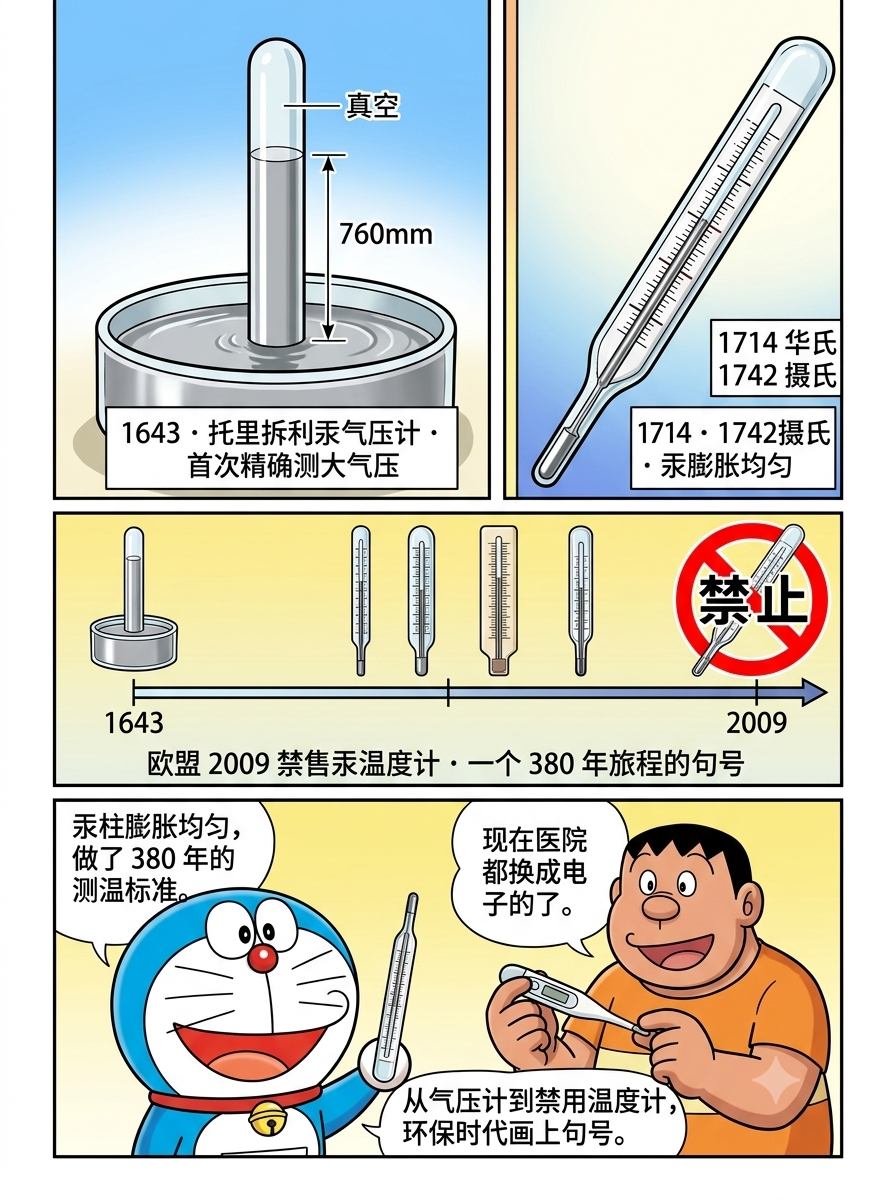 真空
760mm
1643・托里拆利汞气压计・
首次精确测大气压
1714 华氏
1742 摄氏
1714・1742摄氏
・汞膨胀均匀
禁止
1643
2009
欧盟 2009 禁售汞温度计・一个 380 年旅程的句号
汞柱膨胀均匀，
做了 380 年的
测温标准。
现在医院
都换成电
子的了。
从气压计到禁用温度计，
环保时代画上句号。